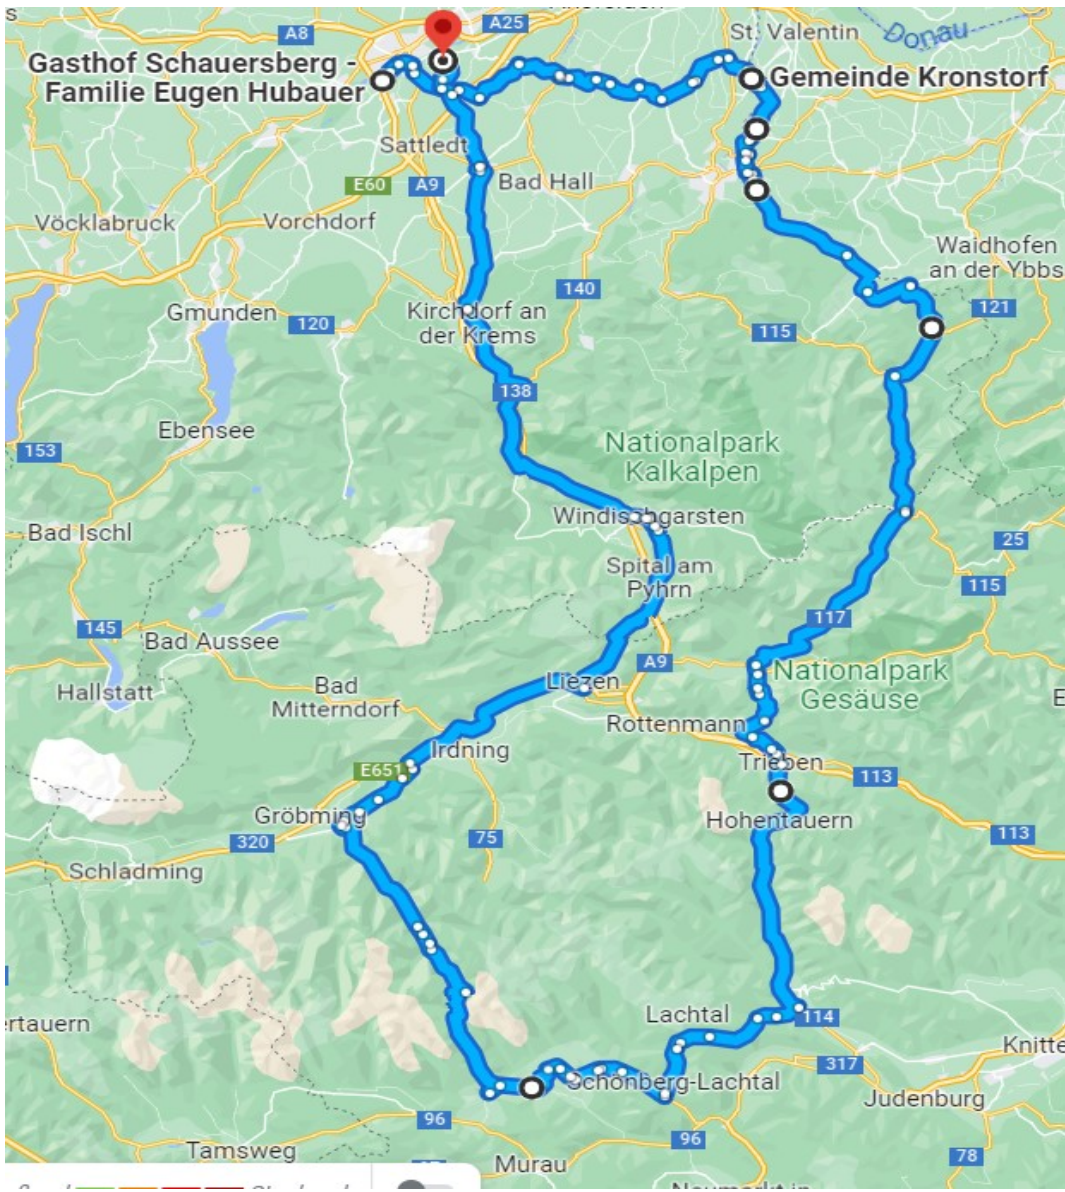 s
A8
A25
St. Valentin
Donau
Gasthof Schauersberg -
Familie Eugen Hubauer
Gemeinde Kronstorf
Sattledt
E60
A9
Bad Hall
Vöcklabruck
Vorchdorf
Waidhofen
an der Ybbs
140
121
Gmunden
120
Kirchdorf an
der Krems
115
138
Ebensee
153
Nationalpark
Kalkalpen
Windischgarsten
Bad Ischl
25
Spital am
Pyhrn
115
117
145
Bad Aussee
A9
Nationalpark
Gesäuse
Hallstatt
Liezen
Bad
Mitterndorf
E
Rottenmann
Irdning
Trieben
E651
113
Gröbming
Hohentauern
320
75
113
Schladming
Lachtal
114
ertauern
Knitte
317
Schönberg-Lachtal
Judenburg
96
96
Tamsweg
78
Murau